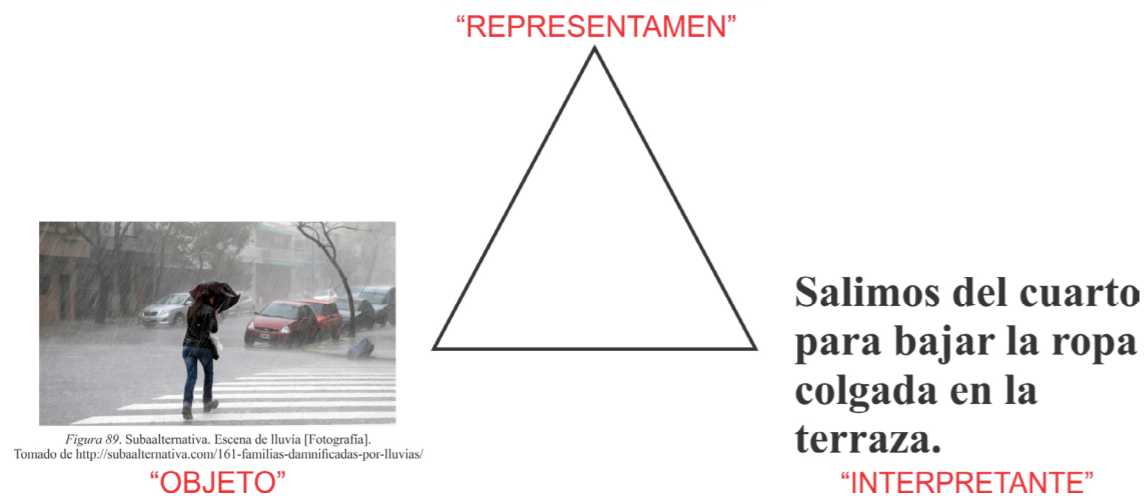 “REPRESENTAMEN”
Salimos del cuarto
para bajar la ropa
colgada en la
terraza.
Figura 89. Subaalternativa. Escena de lluvía [Fotografía].
Tomado de http://subaalternativa.com/161-familias-damnificadas-por-lluvias/
“OBJETO”
“INTERPRETANTE”